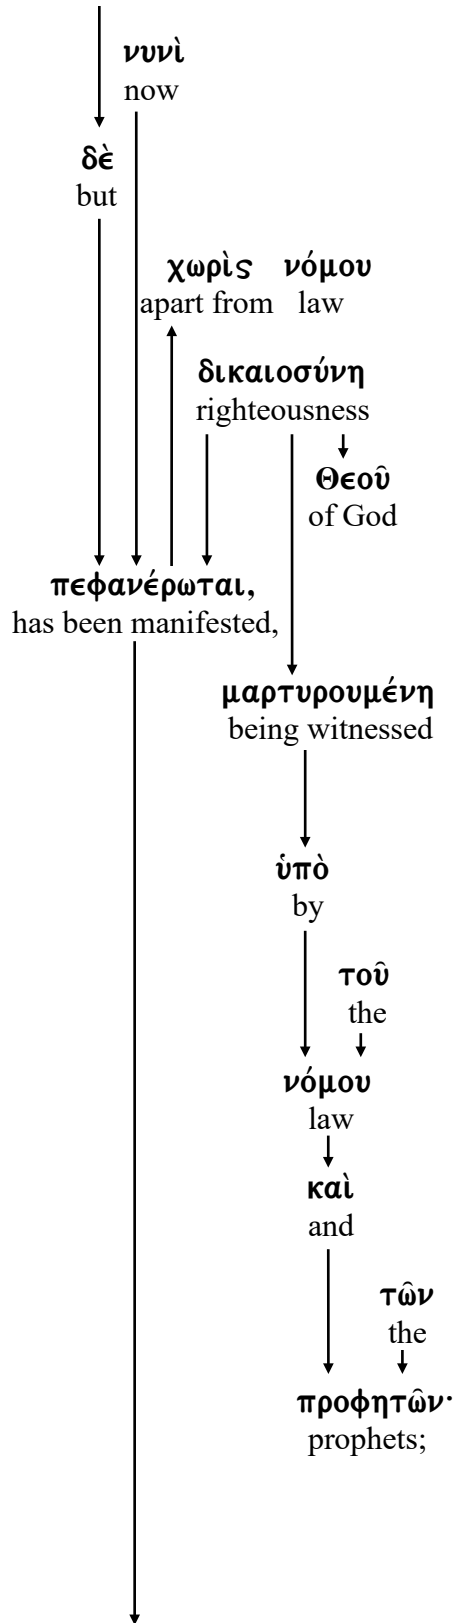 νυνὶ
now
δὲ
but
χωρὶς νόμου
apart from law
δικαιοσύνη
righteousness
Θεοῦ
of God
πεφανέρωται,
has been manifested,
μαρτυρουμένη
being witnessed
ὑπὸ
by
τοῦ
the
νόμου
law
καὶ
and
τῶν
the
προφητῶν·
prophets;